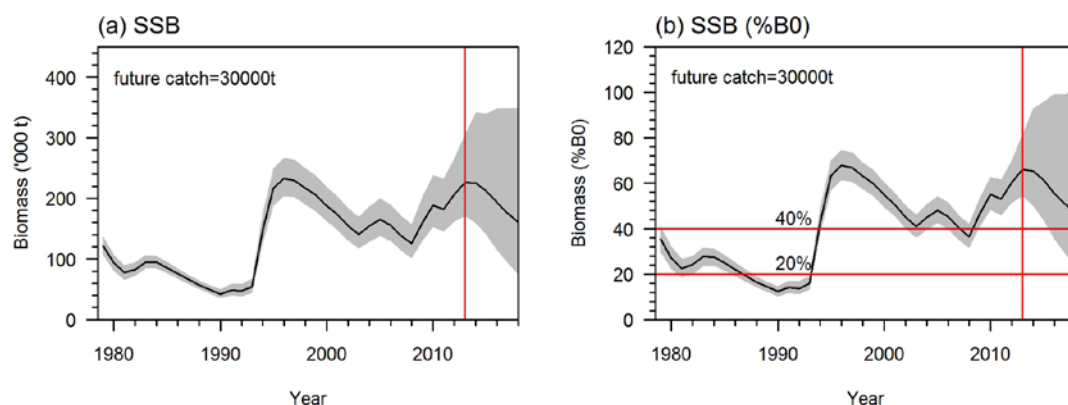 (a) SSB
400
300
200
100
0
future catch=30000t
Biomass ('000 t)
1980
1990
2000
2010
Year
(b) SSB (%B0)
120
100
80
60
40
20
0
future catch=30000t
40%
20%
Biomass (%B0)
1980
1990
2000
2010
Year